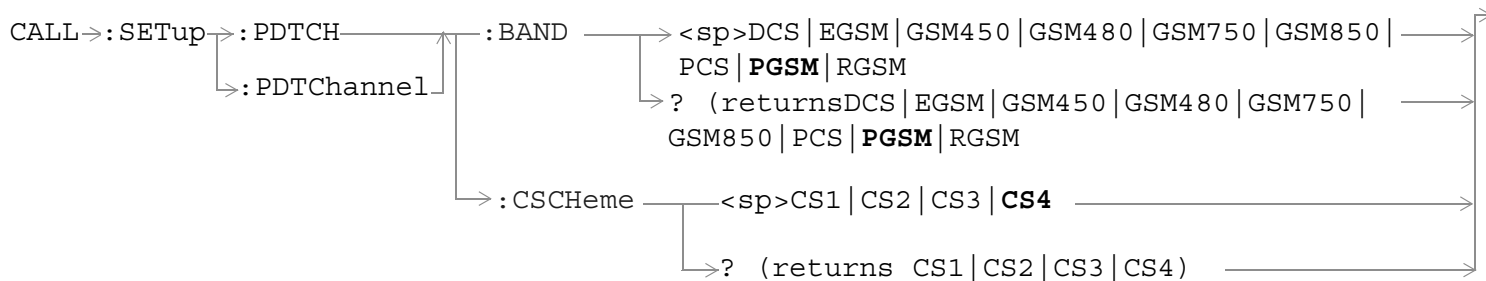 CALL:SETup:PDTCH:BAND<sp>DCS|EGSM|GSM450|GSM480|GSM750|GSM850|
PCS|PGSM|RGSM
:PDTChannel
? (returnsDCS|EGSM|GSM450|GSM480|GSM750|
GSM850|PCS|PGSM|RGSM
:CSCHeme<sp>CS1|CS2|CS3|CS4
? (returns CS1|CS2|CS3|CS4)